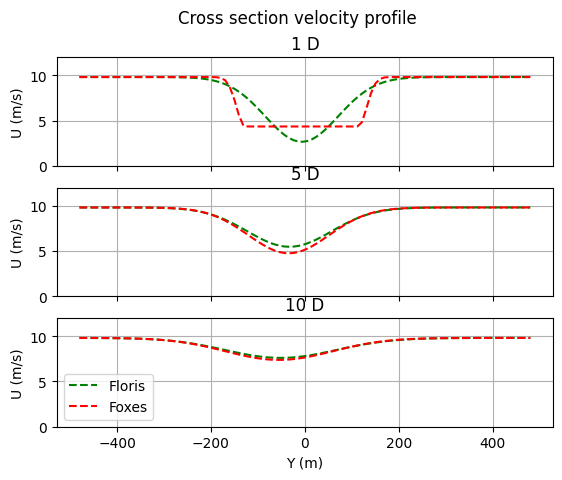 Cross section velocity profile
1 D
10
5
0
U (m/s)
5 D
10
5
0
U (m/s)
10 D
10
5
0
U (m/s)
Floris
Foxes
−400 −200 0 200 400
Y (m)